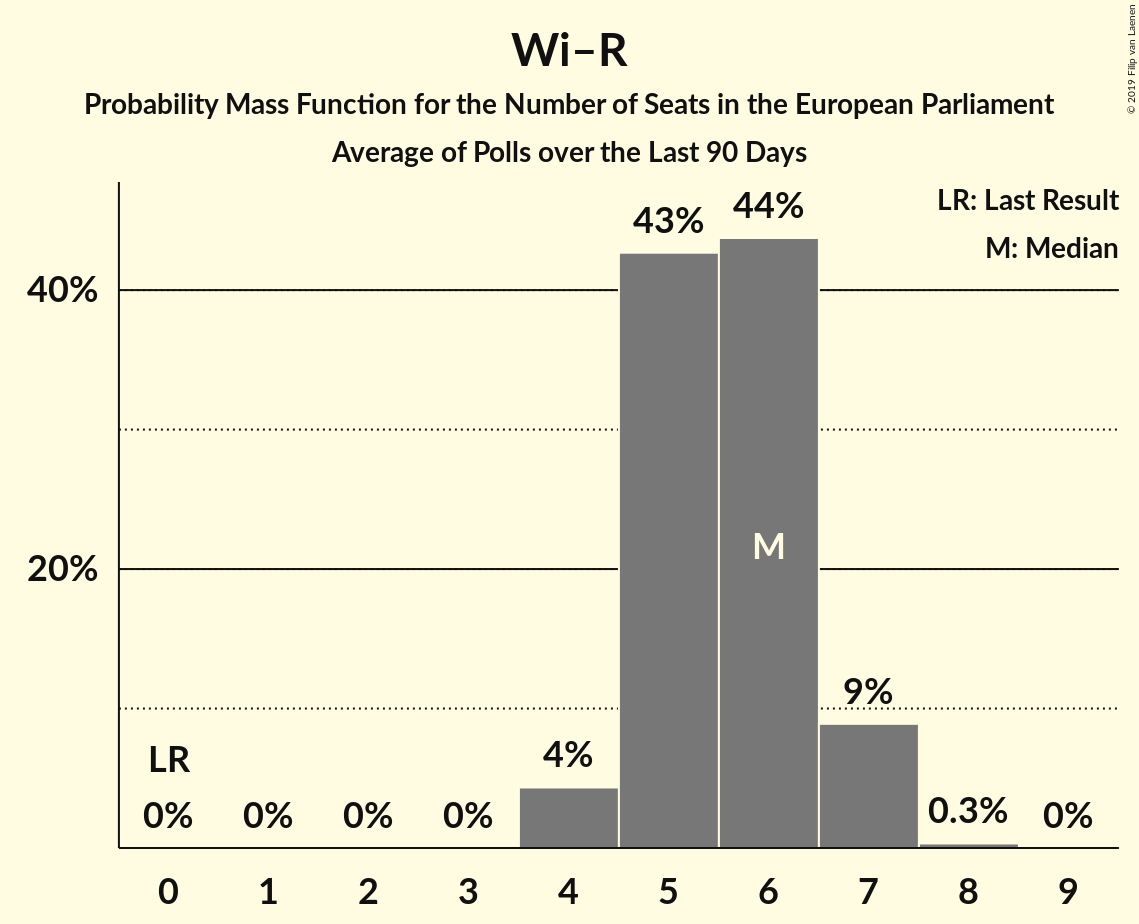 Wi–R
Probability Mass Function for the Number of Seats in the European Parliament
Average of Polls over the Last 90 Days
© 2019 Filip van Laenen
LR: Last Result
M: Median
43% 44%
40%
M
20%
9%
LR 4%
0% 0% 0% 0% 0.3% 0%
0 1 2 3 4 5 6 7 8 9